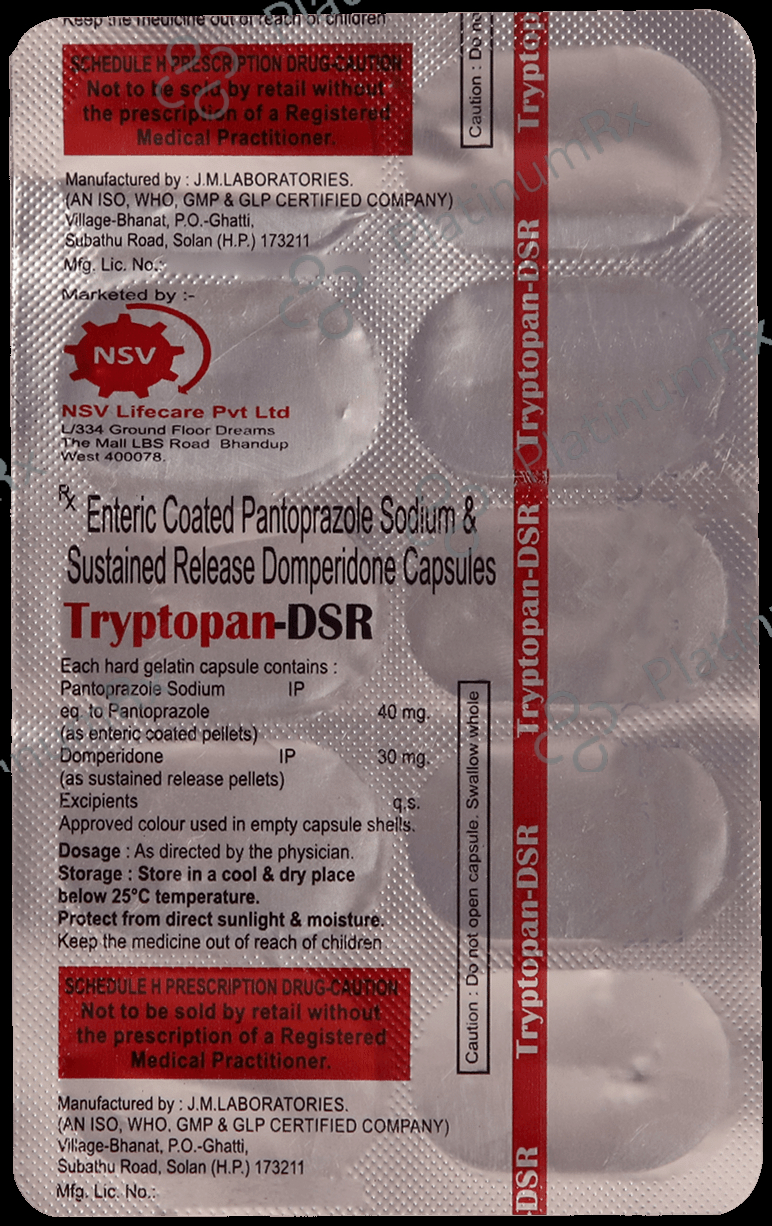 Keep the medicine out of reach of children
SCHEDULE H PRESCRIPTION DRUG-CAUTION
Not to be sold by retail without
the prescription of a Registered
Medical Practitioner.
Manufactured by : J.M.LABORATORIES.
(AN ISO, WHO, GMP & GLP CERTIFIED COMPANY)
Village-Bhanat, P.O.-Ghatti,
Subathu Road, Solan (H.P.) 173211
Mfg. Lic. No.:
Marketed by :-
NSV
NSV Lifecare Pvt Ltd
L/334 Ground Floor Dreams
The Mall LBS Road Bhandup
West 400078.
Rx Enteric Coated Pantoprazole Sodium &
Sustained Release Domperidone Capsules
Tryptopan-DSR
Each hard gelatin capsule contains :
Pantoprazole Sodium IP
eq. to Pantoprazole 40 mg.
(as enteric coated pellets)
Domperidone IP 30 mg.
(as sustained release pellets)
Excipients q.s.
Approved colour used in empty capsule shells.
Dosage : As directed by the physician.
Storage : Store in a cool & dry place
below 25°C temperature.
Protect from direct sunlight & moisture.
Keep the medicine out of reach of children
SCHEDULE H PRESCRIPTION DRUG-CAUTION
Not to be sold by retail without
the prescription of a Registered
Medical Practitioner.
Manufactured by : J.M.LABORATORIES.
(AN ISO, WHO, GMP & GLP CERTIFIED COMPANY)
Village-Bhanat, P.O.-Ghatti,
Subathu Road, Solan (H.P.) 173211
Mfg. Lic. No.:
Caution : Do not
Caution : Do not open capsule. Swallow whole
Tryptop
Tryptopan-DSR
Tryptopan-DSR
Tryptopan-DSR
-DSR
PlatinumRx
PlatinumRx
PlatinumRx